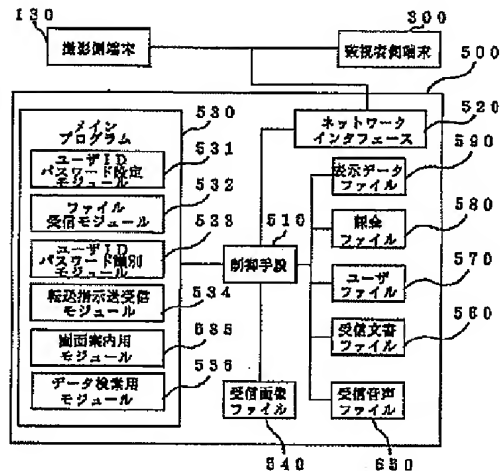 130
撮影側端末
300
監視者側端末
500
メイン
プログラム
530
ネットワーク
インタフェース
520
ユーザID
パスワード設定
モジュール
531
表示データ
ファイル
590
ファイル
受信モジュール
532
照会
ファイル
580
ユーザID
パスワード識別
モジュール
533
制御手段
510
ユーザ
ファイル
570
転送指示送受信
モジュール
534
受信文書
ファイル
560
画面案内用
モジュール
535
データ検索用
モジュール
536
受信画像
ファイル
540
受信音声
ファイル
550